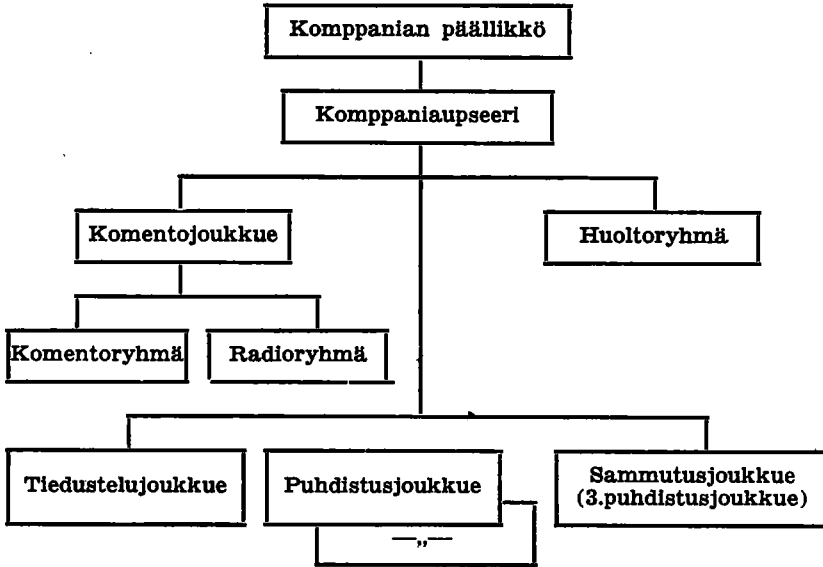 Komppanian päällikkö
Komppaniaupseeri
Komentojoukkue
Huoltoryhmä
Komentoryhmä
Radioryhmä
Tiedustelujoukkue
Puhdistusjoukkue
Sammutusjoukkue
(3.puhdistusjoukkue)
—„—